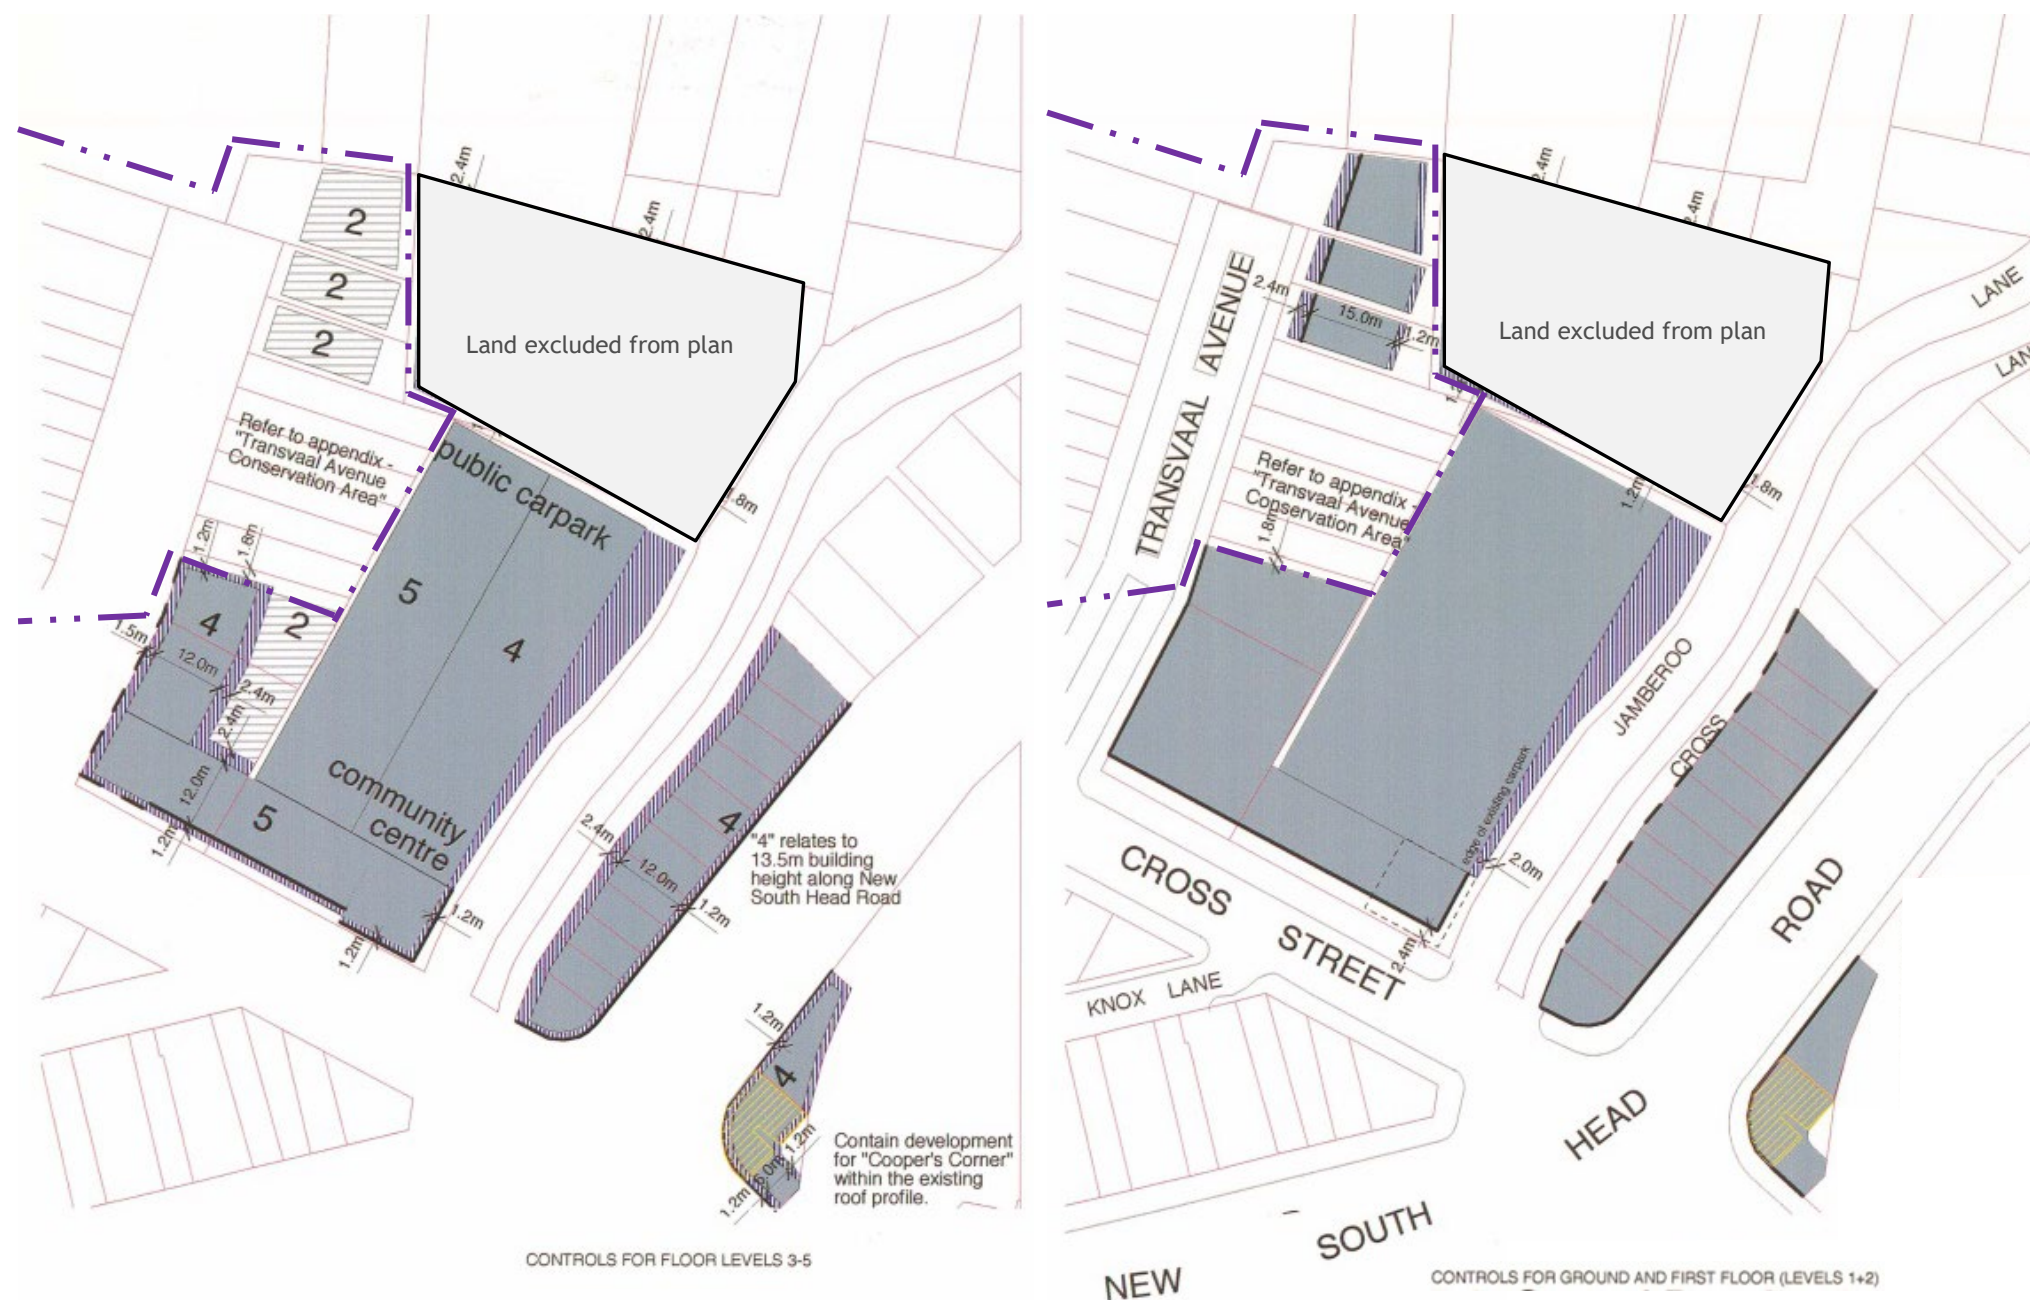 2.4m
2.4m
2
2
2
Land excluded from plan
Refer to appendix -
"Transvaal Avenue
Conservation Area"
public carpark
1.8m
1.2m
1.8m
4
2
5
4
1.5m
12.0m
2.4m
2.4m
12.0m
community
centre
5
1.2m
1.2m
1.2m
4
2.4m
12.0m
1.2m
"4" relates to
13.5m building
height along New
South Head Road
1.2m
4
1.2m
1.2m
Contain development
for "Cooper's Corner"
within the existing
roof profile.
CONTROLS FOR FLOOR LEVELS 3-5
2.4m
2.4m
LANE
LAN
TRANSVAAL AVENUE
2.4m
15.0m
1.2m
Land excluded from plan
Refer to appendix -
"Transvaal Avenue
Conservation Area"
1.8m
1.2m
1.8m
JAMBEROO
CROSS
edge of existing carpark
2.0m
2.4m
CROSS STREET
KNOX LANE
NEW SOUTH HEAD ROAD
CONTROLS FOR GROUND AND FIRST FLOOR (LEVELS 1+2)